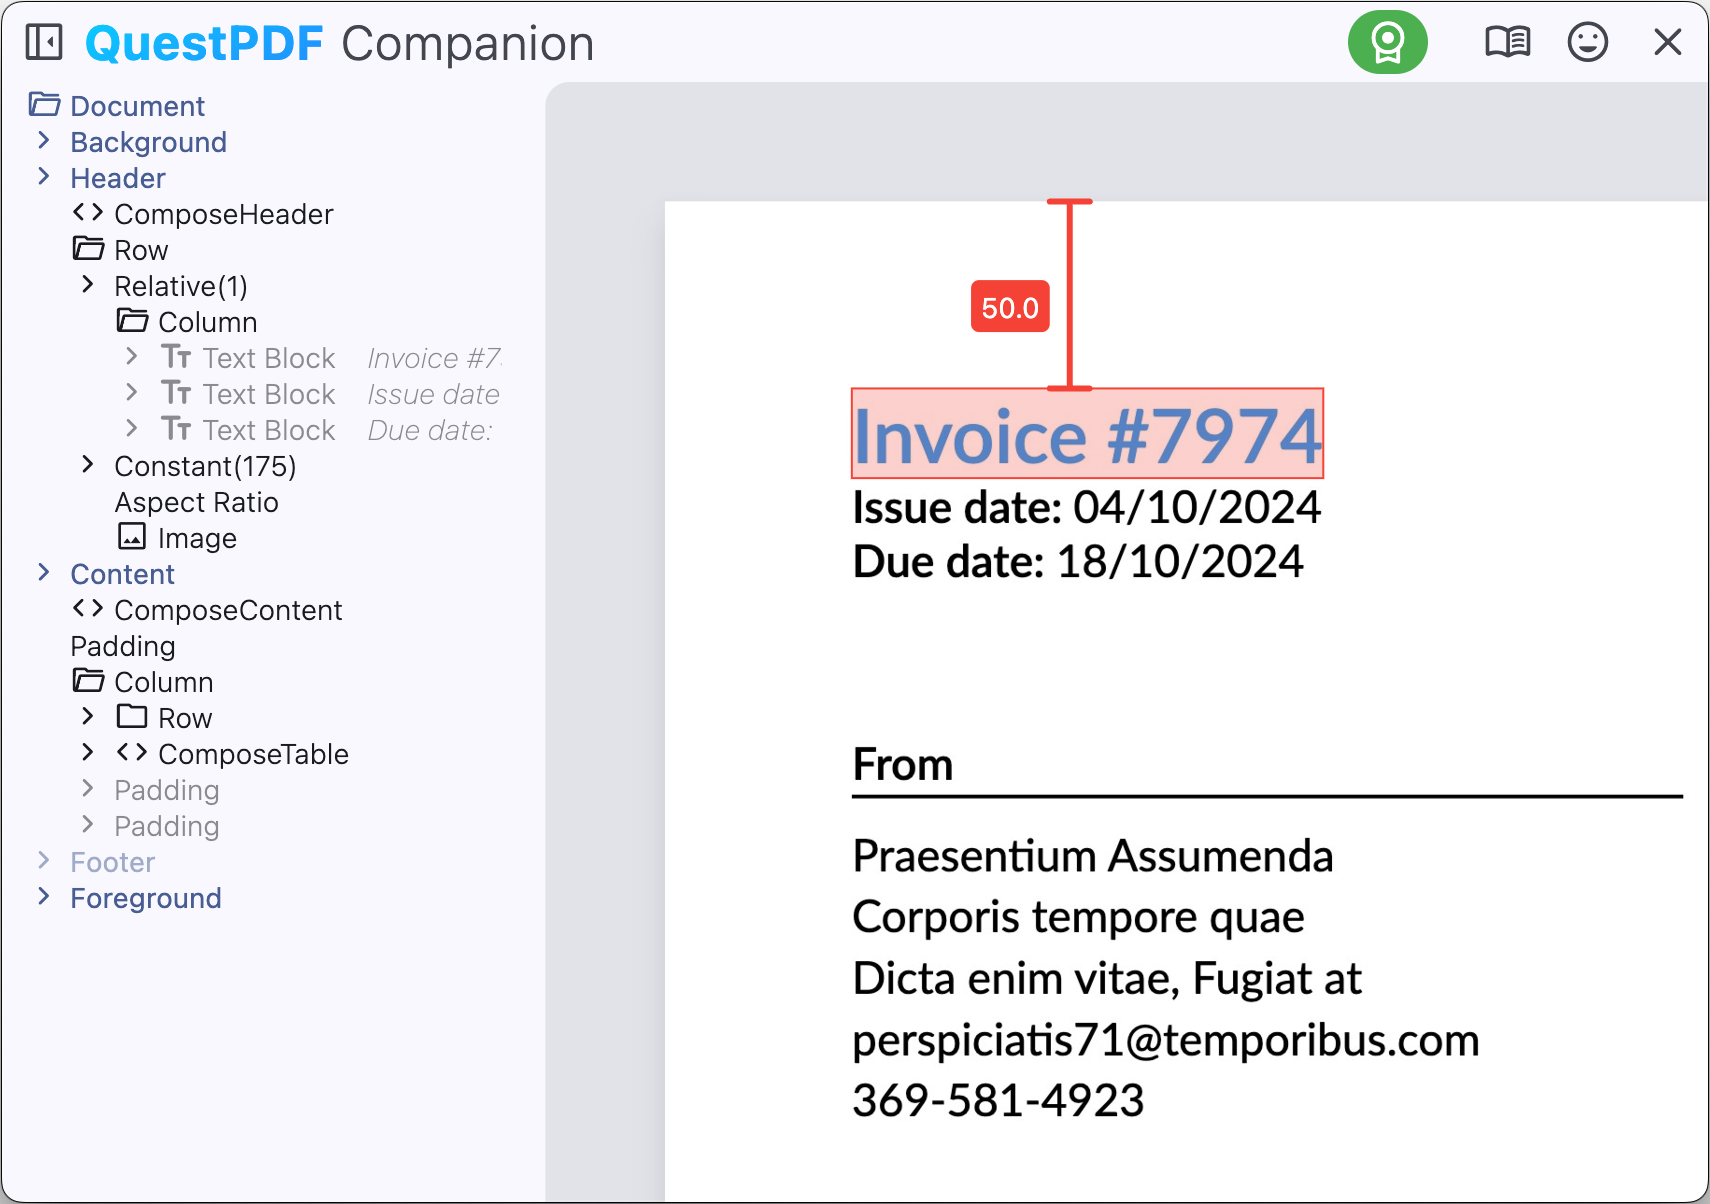 QuestPDF Companion
Document
Background
Header
ComposeHeader
Row
Relative(1)
Column
Text Block Invoice #7
Text Block Issue date
Text Block Due date:
Constant(175)
Aspect Ratio
Image
Content
ComposeContent
Padding
Column
Row
ComposeTable
Padding
Padding
Footer
Foreground
50.0
Invoice #7974
Issue date: 04/10/2024
Due date: 18/10/2024
From
Praesentium Assumenda
Corporis tempore quae
Dicta enim vitae, Fugiat at
perspiciatis71@temporibus.com
369-581-4923